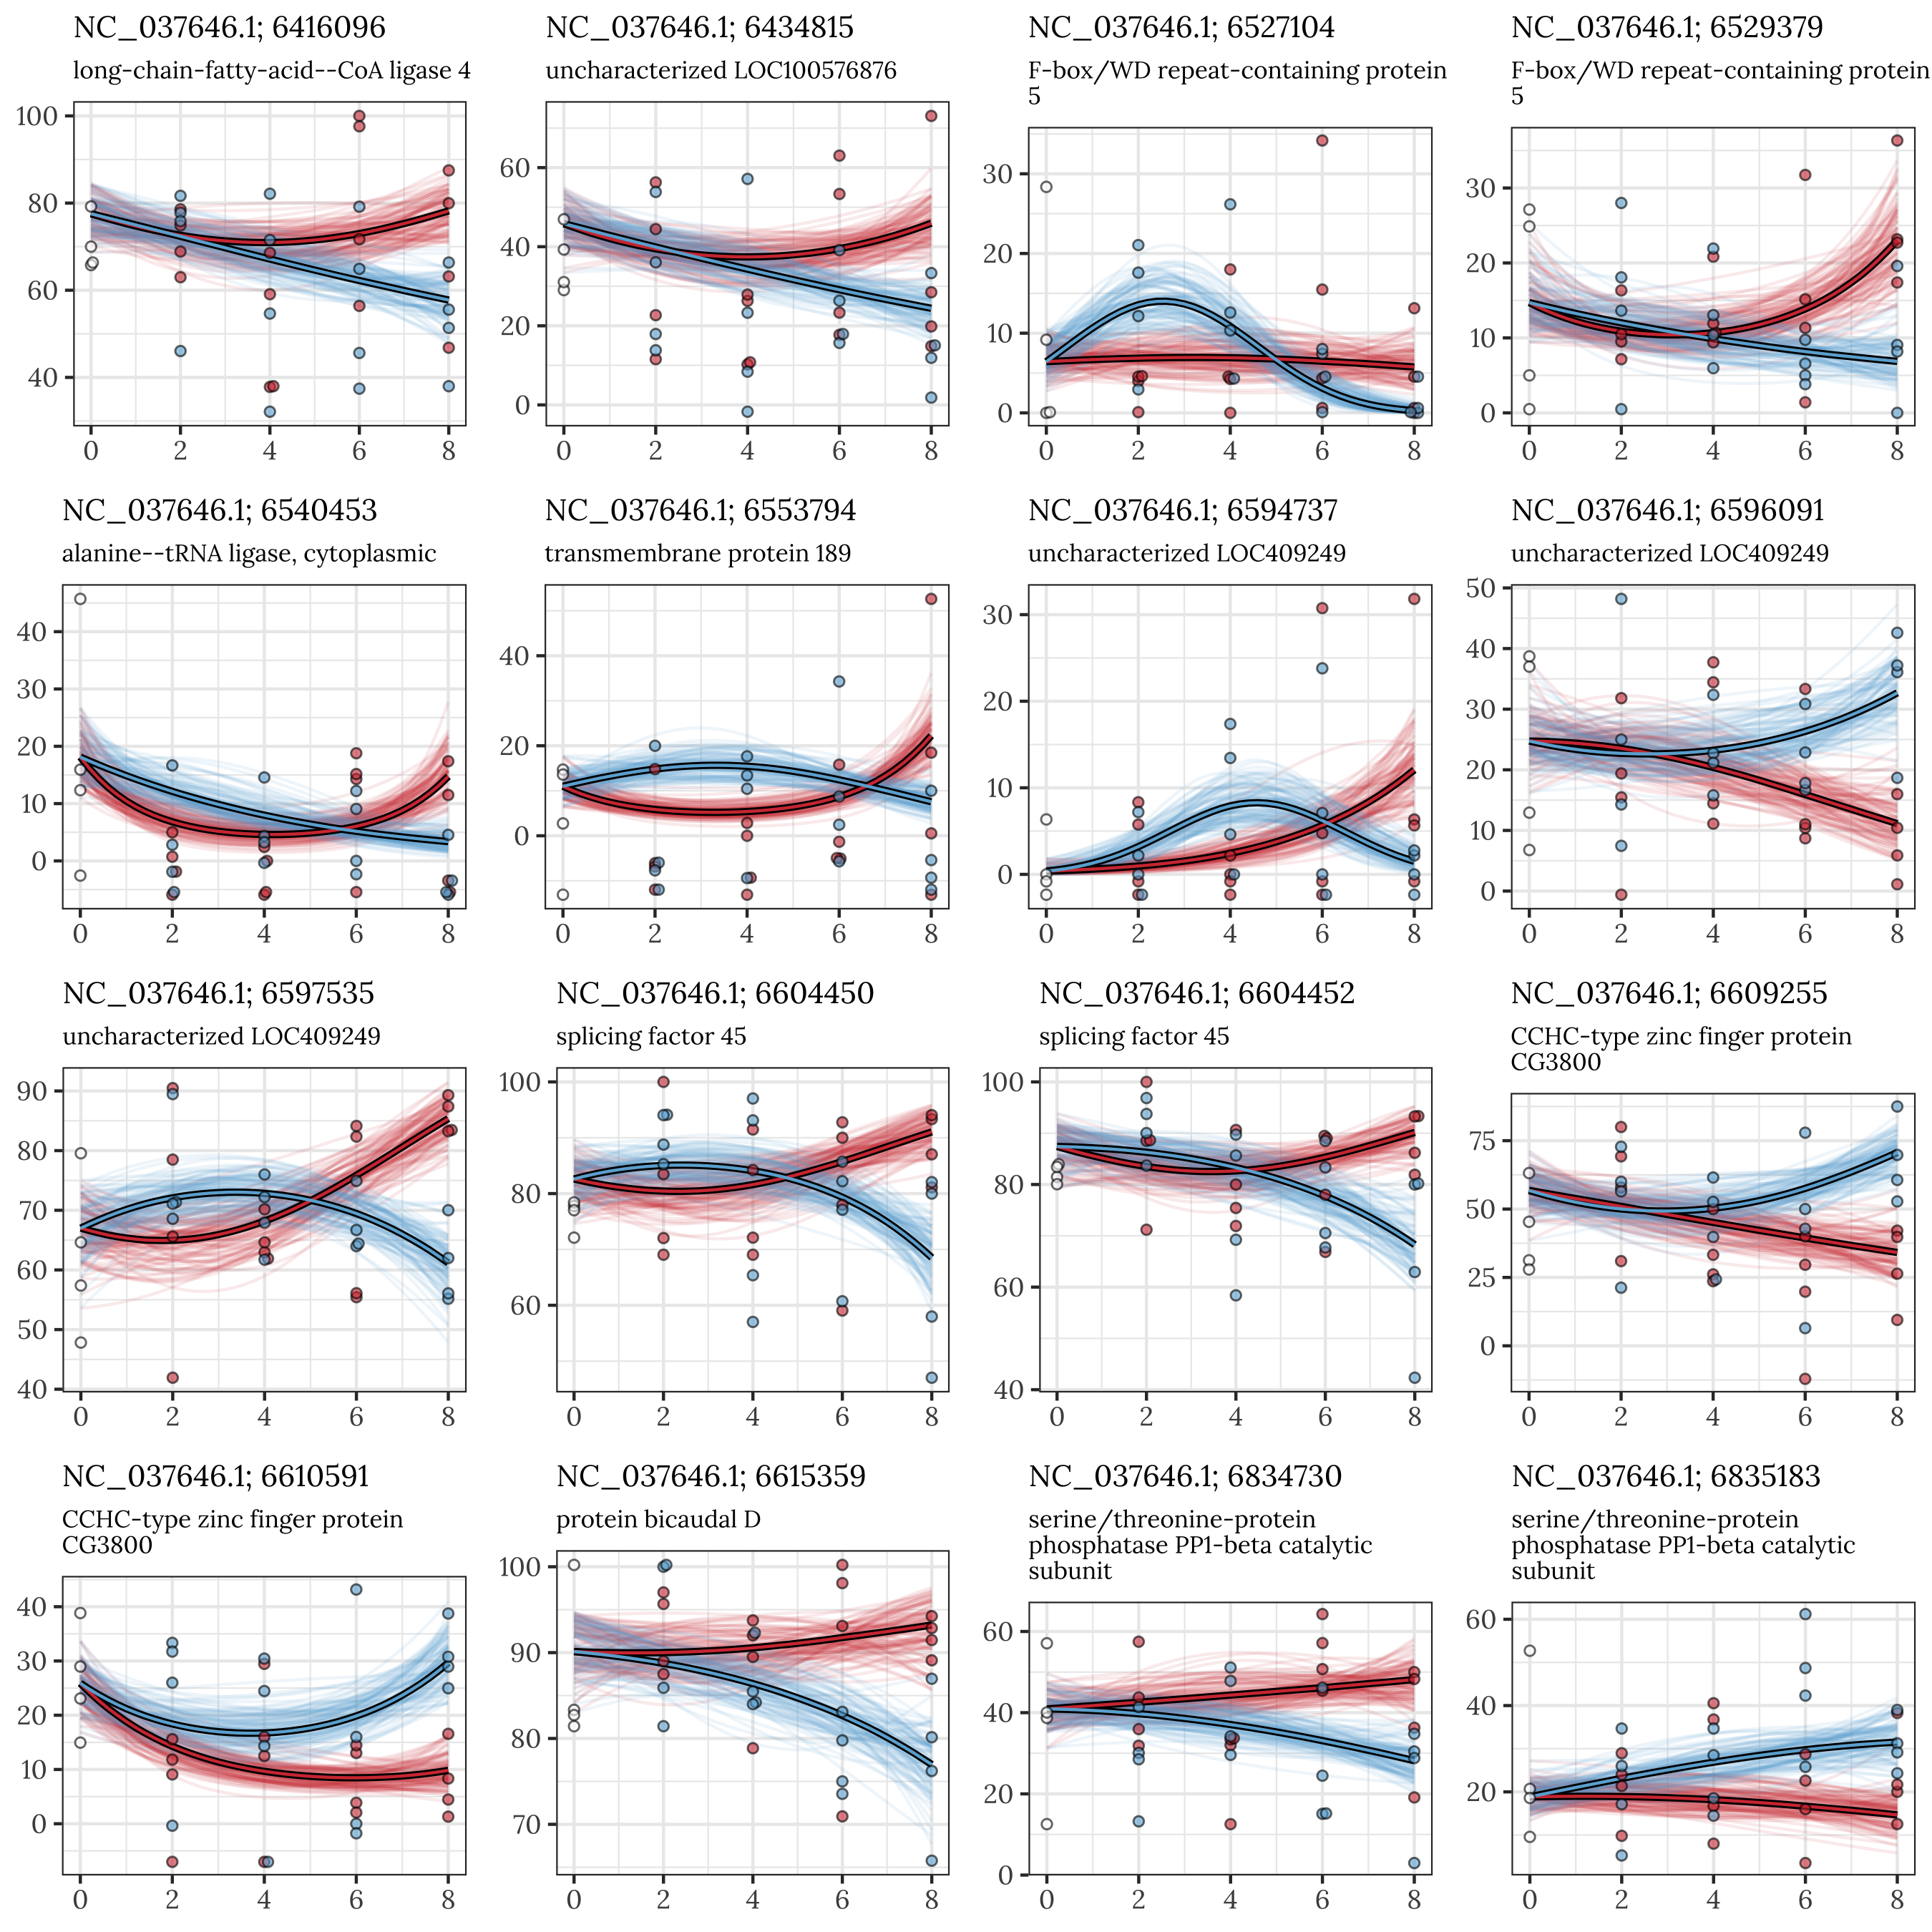 NC_037646.1; 6416096
long-chain-fatty-acid--CoA ligase 4
100
80
60
40
0 2 4 6 8
NC_037646.1; 6434815
uncharacterized LOC100576876
60
40
20
0
0 2 4 6 8
NC_037646.1; 6527104
F-box/WD repeat-containing protein
5
30
20
10
0
0 2 4 6 8
NC_037646.1; 6529379
F-box/WD repeat-containing protein
5
30
20
10
0
0 2 4 6 8
NC_037646.1; 6540453
alanine--tRNA ligase, cytoplasmic
40
30
20
10
0
0 2 4 6 8
NC_037646.1; 6553794
transmembrane protein 189
40
20
0
0 2 4 6 8
NC_037646.1; 6594737
uncharacterized LOC409249
30
20
10
0
0 2 4 6 8
NC_037646.1; 6596091
uncharacterized LOC409249
50
40
30
20
10
0
0 2 4 6 8
NC_037646.1; 6597535
uncharacterized LOC409249
90
80
70
60
50
40
0 2 4 6 8
NC_037646.1; 6604450
splicing factor 45
100
80
60
0 2 4 6 8
NC_037646.1; 6604452
splicing factor 45
100
80
60
40
0 2 4 6 8
NC_037646.1; 6609255
CCHC-type zinc finger protein
CG3800
75
50
25
0
0 2 4 6 8
NC_037646.1; 6610591
CCHC-type zinc finger protein
CG3800
40
30
20
10
0
0 2 4 6 8
NC_037646.1; 6615359
protein bicaudal D
100
90
80
70
0 2 4 6 8
NC_037646.1; 6834730
serine/threonine-protein
phosphatase PP1-beta catalytic
subunit
60
40
20
0
0 2 4 6 8
NC_037646.1; 6835183
serine/threonine-protein
phosphatase PP1-beta catalytic
subunit
60
40
20
0 2 4 6 8